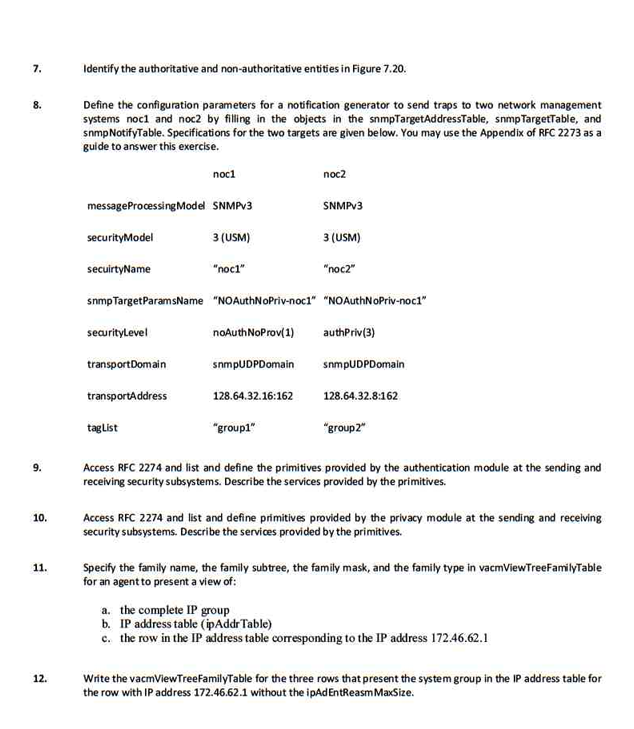 7. Identify the authoritative and non-authoritative entities in Figure 7.20.
8. Define the configuration parameters for a notification generator to send traps to two network management
systems noc1 and noc2 by filling in the objects in the snmpTargetAddressTable, snmpTargetTable, and
snmpNotifyTable. Specifications for the two targets are given below. You may use the Appendix of RFC 2273 as a
guide to answer this exercise.
noc1 noc2
messageProcessingModel SNMPv3 SNMPv3
securityModel 3 (USM) 3 (USM)
secuirtyName "noc1" "noc2"
snmpTargetParamsName "NOAuthNoPriv-noc1" "NOAuthNoPriv-noc1"
securityLevel noAuthNoProv(1) authPriv(3)
transportDomain snmpUDPDomain snmpUDPDomain
transportAddress 128.64.32.16:162 128.64.32.8:162
tagList "group1" "group2"
9. Access RFC 2274 and list and define the primitives provided by the authentication module at the sending and
receiving security subsystems. Describe the services provided by the primitives.
10. Access RFC 2274 and list and define primitives provided by the privacy module at the sending and receiving
security subsystems. Describe the services provided by the primitives.
11. Specify the family name, the family subtree, the family mask, and the family type in vacmViewTreeFamilyTable
for an agent to present a view of:
a. the complete IP group
b. IP address table (ipAddrTable)
c. the row in the IP address table corresponding to the IP address 172.46.62.1
12. Write the vacmViewTreeFamilyTable for the three rows that present the system group in the IP address table for
the row with IP address 172.46.62.1 without the ipAdEntReasmMaxSize.